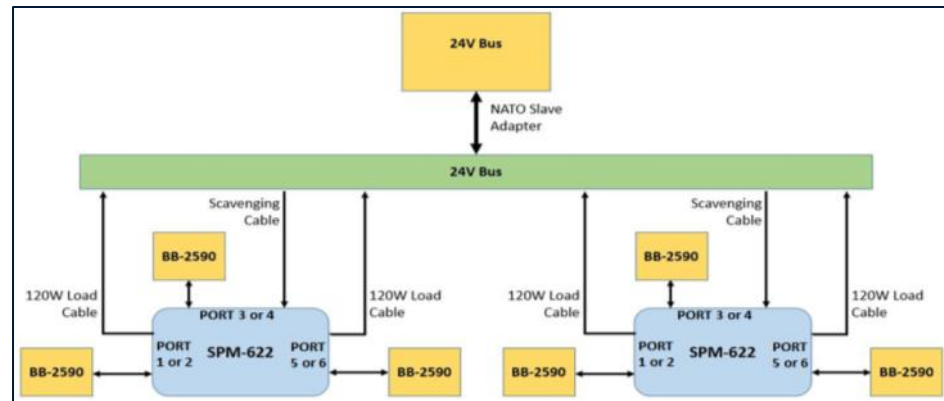 24V Bus
NATO Slave
Adapter
24V Bus
Scavenging
Cable
Scavenging
Cable
BB-2590
BB-2590
120W Load
Cable
120W Load
Cable
120W Load
Cable
120W Load
Cable
PORT 3 or 4
PORT
1 or 2
SPM-622
PORT
5 or 6
PORT 3 or 4
PORT
1 or 2
SPM-622
PORT
5 or 6
BB-2590
BB-2590
BB-2590
BB-2590